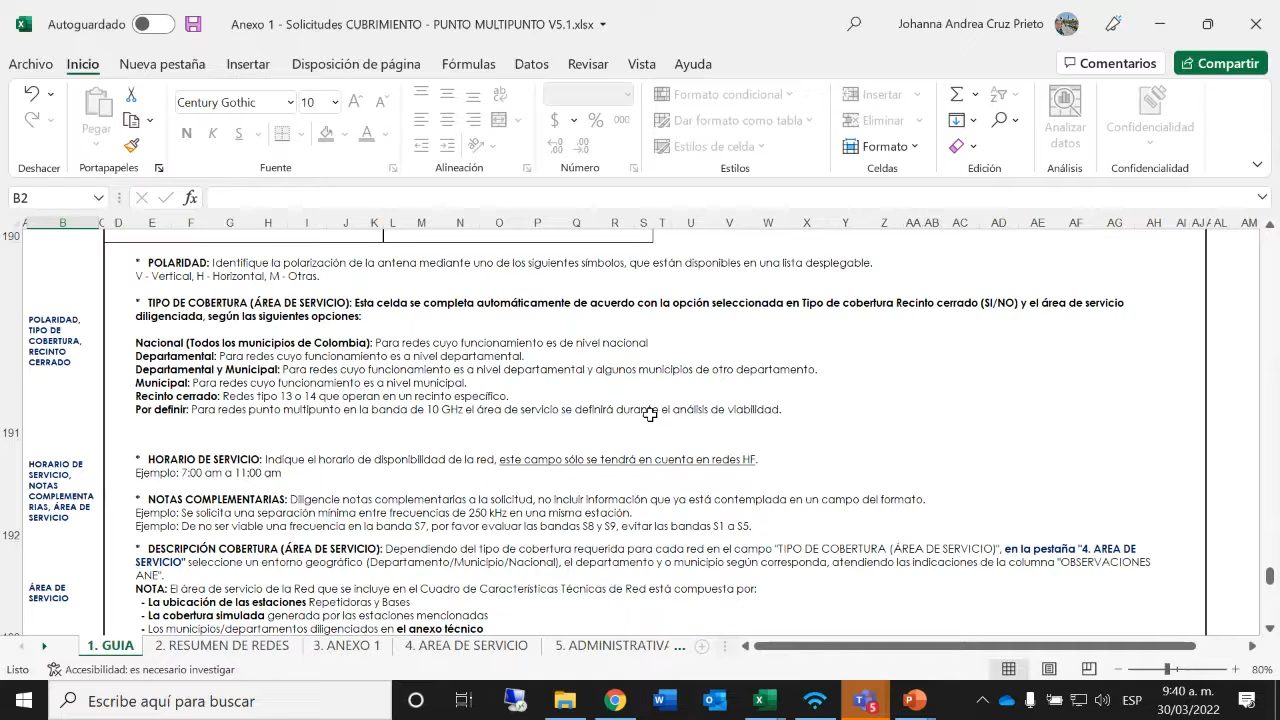 Autoguardado
Anexo 1 - Solicitudes CUBRIMIENTO - PUNTO MULTIPUNTO V5.1.xlsx
Johanna Andrea Cruz Prieto
Archivo Inicio Nueva pestaña Insertar Disposición de página Fórmulas Datos Revisar Vista Ayuda
Comentarios Compartir
Century Gothic 10
Pegar
N K S
$ % 000
Formato condicional
Dar formato como tabla
Estilos de celda
Insertar
Eliminar
Formato
Analizar datos
Confidencialidad
Deshacer Portapapeles Fuente Alineación Número Estilos Celdas Edición Análisis Confidencialidad
B2 fx
B C D E F G H I J K L M N O P Q R S T U V W X Y Z AA AB AC AD AE AF AG AH AI AJ AL AM
190
* POLARIDAD: Identifique la polarización de la antena mediante uno de los siguientes símbolos, que están disponibles en una lista desplegable.
V - Vertical, H - Horizontal, M - Otras.
* TIPO DE COBERTURA (ÁREA DE SERVICIO): Esta celda se completa automáticamente de acuerdo con la opción seleccionada en Tipo de cobertura Recinto cerrado (SI/NO) y el área de servicio
diligenciada, según las siguientes opciones:
POLARIDAD,
TIPO DE
COBERTURA,
RECINTO
CERRADO
Nacional (Todos los municipios de Colombia): Para redes cuyo funcionamiento es de nivel nacional
Departamental: Para redes cuyo funcionamiento es a nivel departamental.
Departamental y Municipal: Para redes cuyo funcionamiento es a nivel departamental y algunos municipios de otro departamento.
Municipal: Para redes cuyo funcionamiento es a nivel municipal.
Recinto cerrado: Redes tipo 13 o 14 que operan en un recinto específico.
Por definir: Para redes punto multipunto en la banda de 10 GHz el área de servicio se definirá durante el análisis de viabilidad.
191
HORARIO DE
SERVICIO,
NOTAS
COMPLEMENTA
RIAS, ÁREA DE
SERVICIO
* HORARIO DE SERVICIO: Indique el horario de disponibilidad de la red, este campo sólo se tendrá en cuenta en redes HF.
Ejemplo: 7:00 am a 11:00 am
* NOTAS COMPLEMENTARIAS: Diligencie notas complementarias a la solicitud, no incluir información que ya está contemplada en un campo del formato.
Ejemplo: Se solicita una separación mínima entre frecuencias de 250 kHz en una misma estación.
Ejemplo: De no ser viable una frecuencia en la banda S7, por favor evaluar las bandas S8 y S9, evitar las bandas S1 a S5.
192
* DESCRIPCIÓN COBERTURA (ÁREA DE SERVICIO): Dependiendo del tipo de cobertura requerida para cada red en el campo "TIPO DE COBERTURA (ÁREA DE SERVICIO)", en la pestaña "4. AREA DE
SERVICIO" seleccione un entorno geográfico (Departamento/Municipio/Nacional), el departamento y o municipio según corresponda, atendiendo las indicaciones de la columna "OBSERVACIONES
ANE".
ÁREA DE
SERVICIO
NOTA: El área de servicio de la Red que se incluye en el Cuadro de Características Técnicas de Red está compuesta por:
- La ubicación de las estaciones Repetidoras y Bases
- La cobertura simulada generada por las estaciones mencionadas
- Los municipios/departamentos diligenciados en el anexo técnico
1. GUIA 2. RESUMEN DE REDES 3. ANEXO 1 4. AREA DE SERVICIO 5. ADMINISTRATIVA ...
Listo Accesibilidad: es necesario investigar 80%
Escribe aquí para buscar
5
ESP
9:40 a. m.
30/03/2022